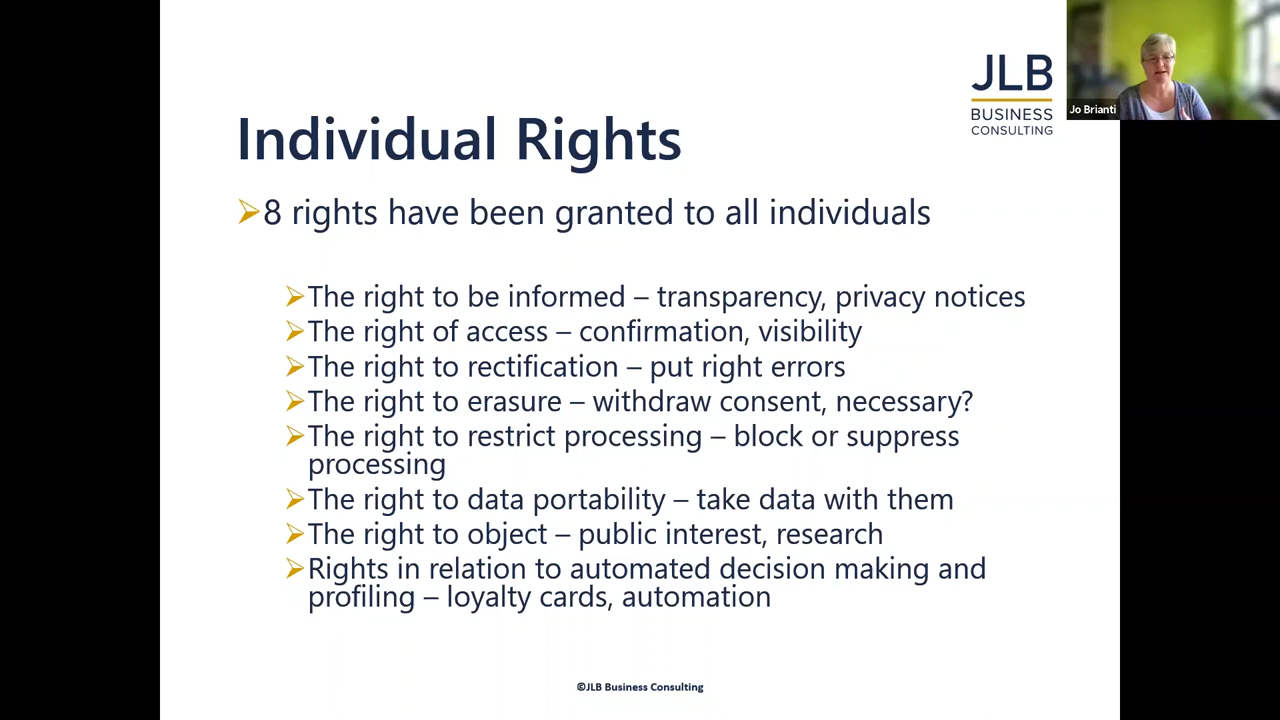 JLB
BUSINESS
CONSULTING
Jo Brianti
Individual Rights
8 rights have been granted to all individuals
The right to be informed – transparency, privacy notices
The right of access – confirmation, visibility
The right to rectification – put right errors
The right to erasure – withdraw consent, necessary?
The right to restrict processing – block or suppress
processing
The right to data portability – take data with them
The right to object – public interest, research
Rights in relation to automated decision making and
profiling – loyalty cards, automation
©JLB Business Consulting